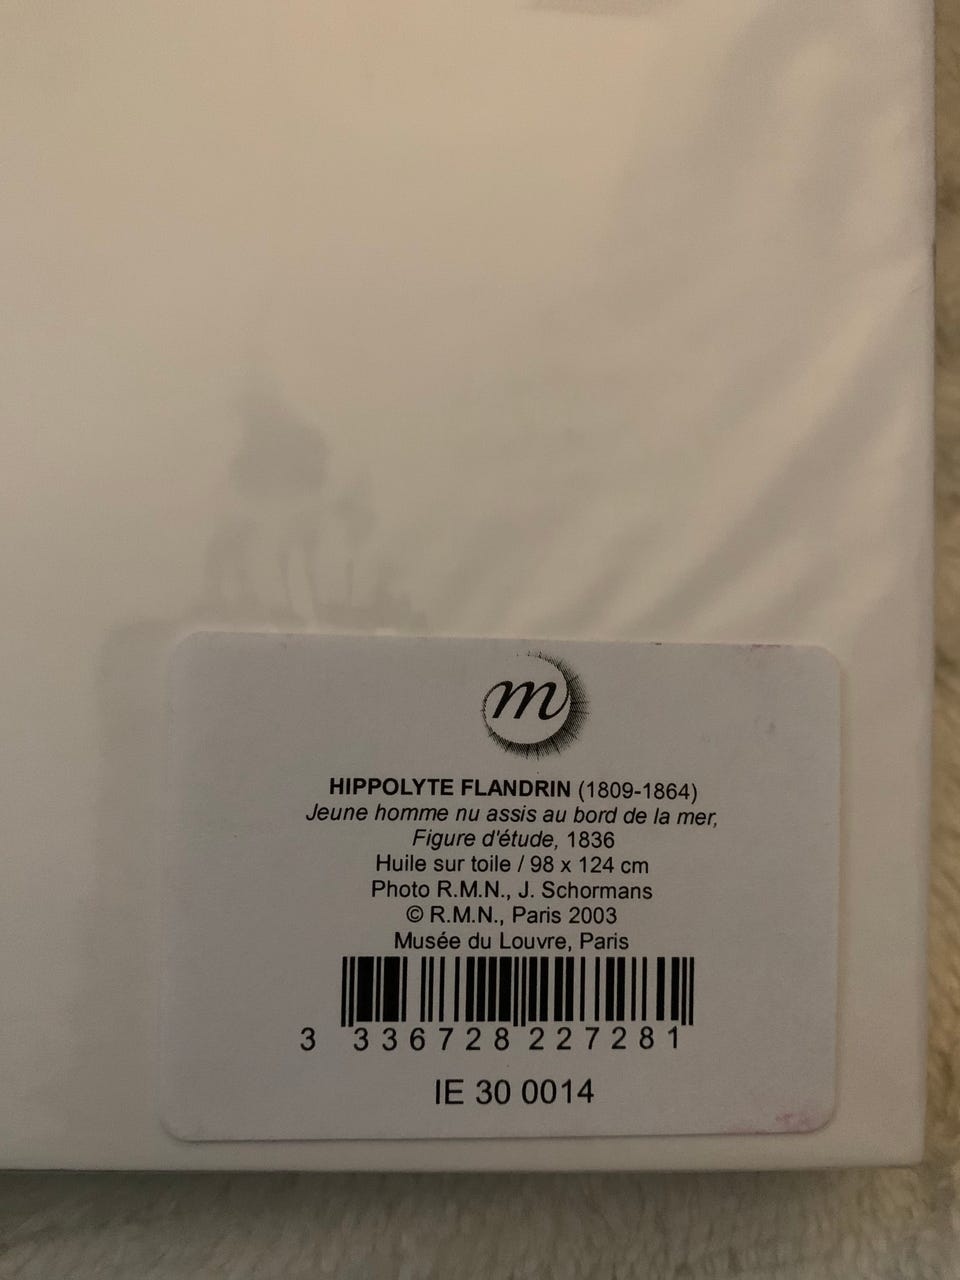 m
HIPPOLYTE FLANDRIN (1809-1864)
Jeune homme nu assis au bord de la mer,
Figure d'étude, 1836
Huile sur toile / 98 x 124 cm
Photo R.M.N., J. Schormans
© R.M.N., Paris 2003
Musée du Louvre, Paris
3 336728 227281
IE 30 0014